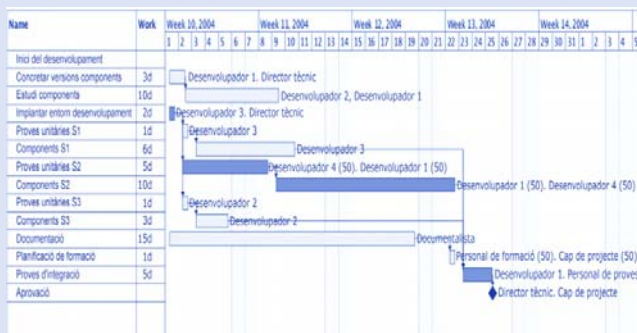 Name Work Week 10, 2004 Week 11, 2004 Week 12, 2004 Week 13, 2004 Week 14, 2004
1 2 3 4 5 6 7 8 9 10 11 12 13 14 15 16 17 18 19 20 21 22 23 24 25 26 27 28 29 30 31 1 2 3 4 5
Inici del desenvolupament
Concretar versions components 3d Desenvolupador 1. Director tècnic
Estudi components 10d Desenvolupador 2, Desenvolupador 1
Implantar entorn desenvolupament 2d Desenvolupador 3. Director tècnic
Proves unitàries S1 1d Desenvolupador 3
Components S1 6d Desenvolupador 3
Proves unitàries S2 5d Desenvolupador 4 (50). Desenvolupador 1 (50)
Components S2 10d Desenvolupador 1 (50). Desenvolupador 4 (50)
Proves unitàries S3 1d Desenvolupador 2
Components S3 3d Desenvolupador 2
Documentació 15d Documentalista
Planificació de formació 1d Personal de formació (50). Cap de projecte (50)
Proves d'integració 5d Desenvolupador 1. Personal de proves
Aprovació Director tècnic. Cap de projecte